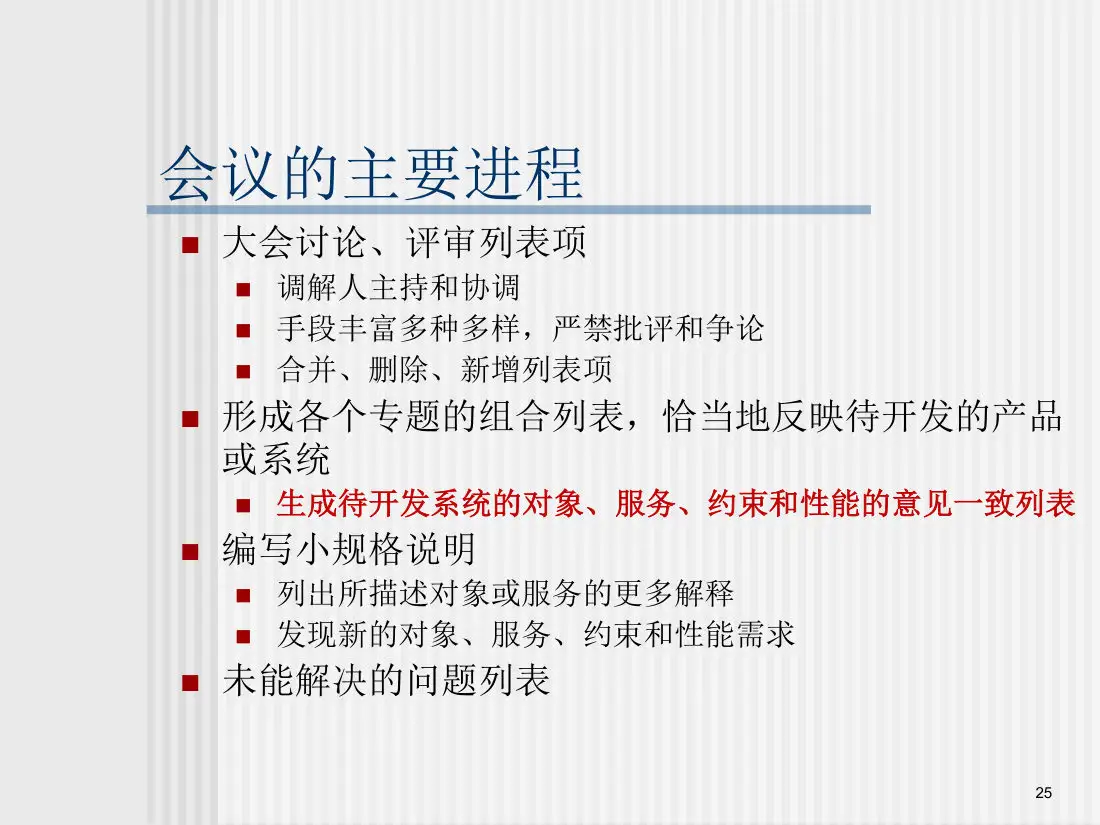 会议的主要进程
大会讨论、评审列表项
调解人主持和协调
手段丰富多种多样，严禁批评和争论
合并、删除、新增列表项
形成各个专题的组合列表，恰当地反映待开发的产品
或系统
生成待开发系统的对象、服务、约束和性能的意见一致列表
编写小规格说明
列出所描述对象或服务的更多解释
发现新的对象、服务、约束和性能需求
未能解决的问题列表
25